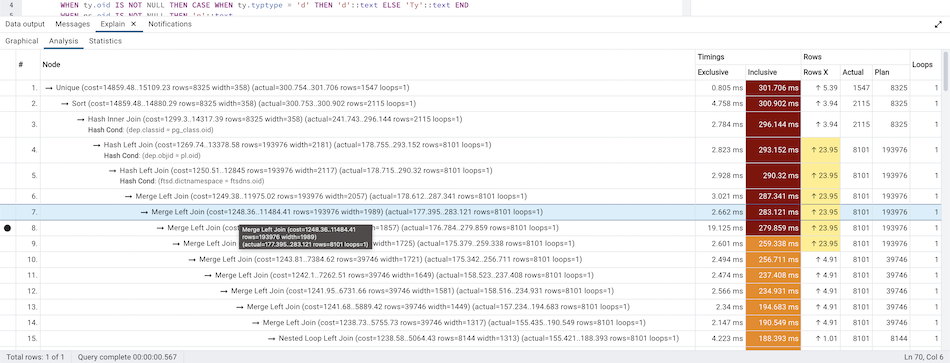 4 WHEN ty.oid IS NOT NULL THEN CASE WHEN ty.typtype = 'd' THEN 'd'::text ELSE 'Ty'::text END
Data output Messages Explain × Notifications
Graphical Analysis Statistics
# Node Timings Rows Loops
Exclusive Inclusive Rows X Actual Plan
1. → Unique (cost=14859.48..15109.23 rows=8325 width=358) (actual=300.754..301.706 rows=1547 loops=1) 0.805 ms 301.706 ms ↑ 5.39 1547 8325 1
2. → Sort (cost=14859.48..14880.29 rows=8325 width=358) (actual=300.753..300.902 rows=2115 loops=1) 4.758 ms 300.902 ms ↑ 3.94 2115 8325 1
3. → Hash Inner Join (cost=1299.3..14317.39 rows=8325 width=358) (actual=241.743..296.144 rows=2115 loops=1) 2.784 ms 296.144 ms ↑ 3.94 2115 8325 1
Hash Cond: (dep.classid = pg_class.oid)
4. → Hash Left Join (cost=1269.74..13378.58 rows=193976 width=2181) (actual=178.755..293.152 rows=8101 loops=1) 2.823 ms 293.152 ms ↑ 23.95 8101 193976 1
Hash Cond: (dep.objid = pl.oid)
5. → Hash Left Join (cost=1250.51..12845 rows=193976 width=2117) (actual=178.715..290.32 rows=8101 loops=1) 2.928 ms 290.32 ms ↑ 23.95 8101 193976 1
Hash Cond: (ftsd.dictnamespace = ftsdns.oid)
6. → Merge Left Join (cost=1249.38..11975.02 rows=193976 width=2057) (actual=178.612..287.341 rows=8101 loops=1) 3.021 ms 287.341 ms ↑ 23.95 8101 193976 1
7. → Merge Left Join (cost=1248.36..11484.41 rows=193976 width=1989) (actual=177.395..283.121 rows=8101 loops=1) 2.662 ms 283.121 ms ↑ 23.95 8101 193976 1
8. → Merge Left Join =1857) (actual=176.784..279.859 rows=8101 loops=1) 19.125 ms 279.859 ms ↑ 23.95 8101 193976 1
Merge Left Join (cost=1248.36..11484.41
rows=193976 width=1989)
(actual=177.395..283.121 rows=8101 loops=1)
9. → Merge Left Join width=1725) (actual=175.379..259.338 rows=8101 loops=1) 2.601 ms 259.338 ms ↑ 23.95 8101 193976 1
10. → Merge Left Join (cost=1243.81..7384.62 rows=39746 width=1721) (actual=175.342..256.711 rows=8101 loops=1) 2.494 ms 256.711 ms ↑ 4.91 8101 39746 1
11. → Merge Left Join (cost=1242.1..7262.51 rows=39746 width=1649) (actual=158.523..237.408 rows=8101 loops=1) 2.474 ms 237.408 ms ↑ 4.91 8101 39746 1
12. → Merge Left Join (cost=1241.95..6731.66 rows=39746 width=1581) (actual=158.516..234.931 rows=8101 loops=1) 2.566 ms 234.931 ms ↑ 4.91 8101 39746 1
13. → Merge Left Join (cost=1241.68..5889.42 rows=39746 width=1449) (actual=157.234..194.683 rows=8101 loops=1) 2.34 ms 194.683 ms ↑ 4.91 8101 39746 1
14. → Merge Left Join (cost=1238.73..5755.73 rows=39746 width=1317) (actual=155.435..190.549 rows=8101 loops=1) 2.147 ms 190.549 ms ↑ 4.91 8101 39746 1
15. → Nested Loop Left Join (cost=1238.58..5064.43 rows=8144 width=1313) (actual=155.421..188.393 rows=8101 loops=1) 4.223 ms 188.393 ms ↑ 1.01 8101 8144 1
Total rows: 1 of 1 Query complete 00:00:00.567 Ln 70, Col 6